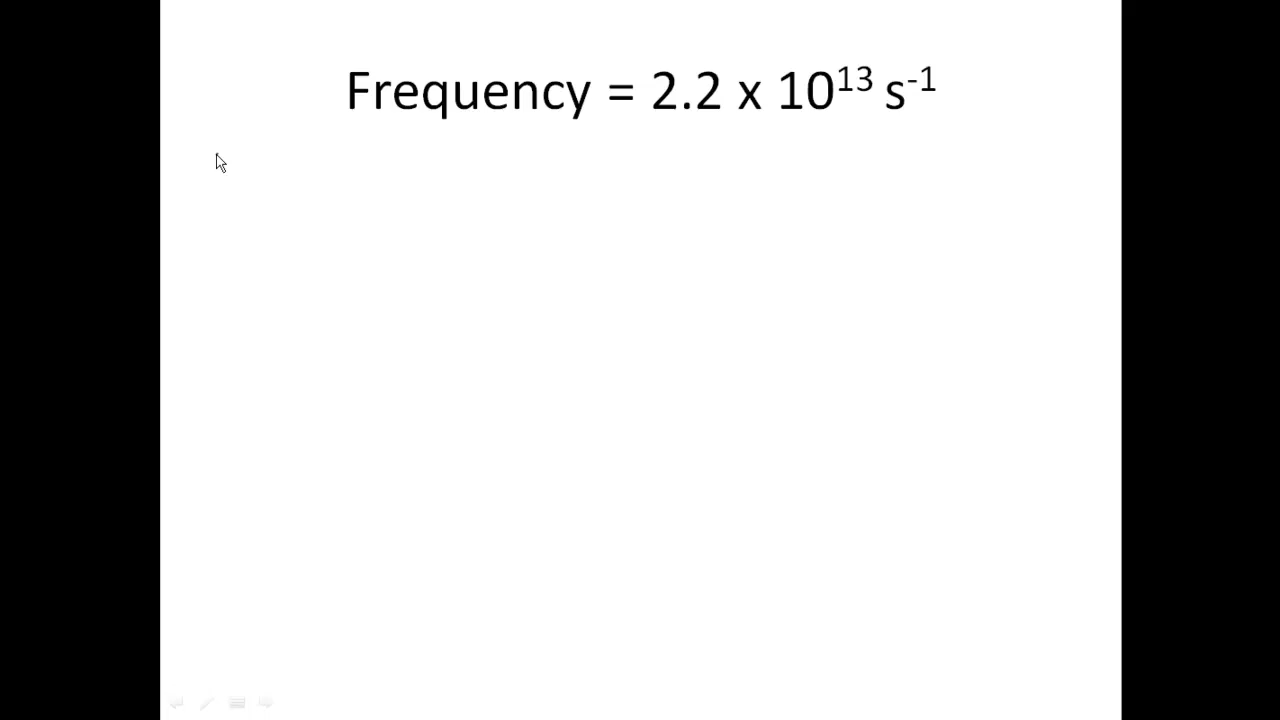 Frequency = 2.2 x 10¹³ s⁻¹